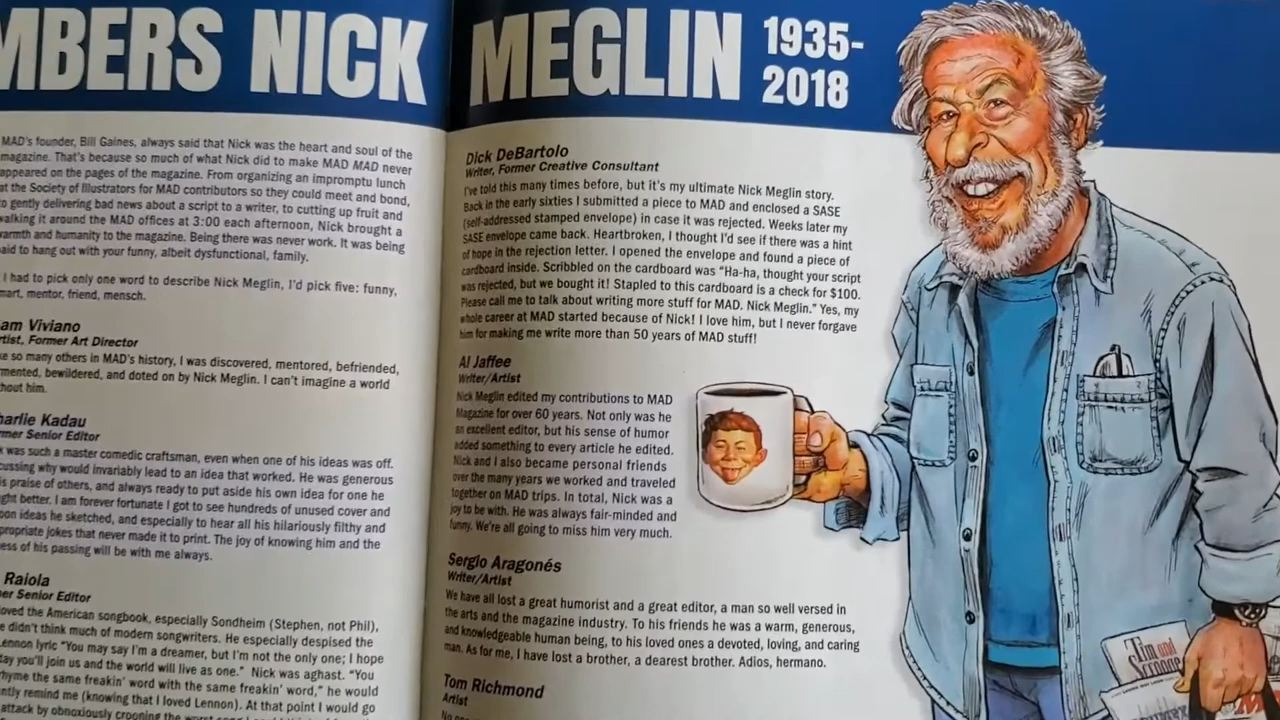 MBERS NICK
MAD's founder, Bill Gaines, always said that Nick was the heart and soul of the
magazine. That's because so much of what Nick did to make MAD MAD never
appeared on the pages of the magazine. From organizing an impromptu lunch
at the Society of Illustrators for MAD contributors so they could meet and bond,
to gently delivering bad news about a script to a writer, to cutting up fruit and
walking it around the MAD offices at 3:00 each afternoon, Nick brought a
warmth and humanity to the magazine. Being there was never work. It was being
aid to hang out with your funny, albeit dysfunctional, family.
I had to pick only one word to describe Nick Meglin, I'd pick five: funny,
mart, mentor, friend, mensch.
am Viviano
rtist, Former Art Director
ke so many others in MAD's history, I was discovered, mentored, befriended,
rmented, bewildered, and doted on by Nick Meglin. I can't imagine a world
hout him.
harlie Kadau
rmer Senior Editor
k was such a master comedic craftsman, even when one of his ideas was off.
cussing why would invariably lead to an idea that worked. He was generous
is praise of others, and always ready to put aside his own idea for one he
ght better. I am forever fortunate I got to see hundreds of unused cover and
oon ideas he sketched, and especially to hear all his hilariously filthy and
propriate jokes that never made it to print. The joy of knowing him and the
ess of his passing will be with me always.
Raiola
er Senior Editor
oved the American songbook, especially Sondheim (Stephen, not Phil),
e didn't think much of modern songwriters. He especially despised the
Lennon lyric "You may say I'm a dreamer, but I'm not the only one; I hope
day you'll join us and the world will live as one." Nick was aghast. "You
rhyme the same freakin' word with the same freakin' word," he would
ntly remind me (knowing that I loved Lennon). At that point I would go
attack by obnoxiously crooning the
MEGLIN 1935-
2018
Dick DeBartolo
Writer, Former Creative Consultant
I've told this many times before, but it's my ultimate Nick Meglin story.
Back in the early sixties I submitted a piece to MAD and enclosed a SASE
(self-addressed stamped envelope) in case it was rejected. Weeks later my
SASE envelope came back. Heartbroken, I thought I'd see if there was a hint
of hope in the rejection letter. I opened the envelope and found a piece of
cardboard inside. Scribbled on the cardboard was "Ha-ha, thought your script
was rejected, but we bought it! Stapled to this cardboard is a check for $100.
Please call me to talk about writing more stuff for MAD. Nick Meglin." Yes, my
whole career at MAD started because of Nick! I love him, but I never forgave
him for making me write more than 50 years of MAD stuff!
Al Jaffee
Writer/Artist
Nick Meglin edited my contributions to MAD
Magazine for over 60 years. Not only was he
an excellent editor, but his sense of humor
added something to every article he edited.
Nick and I also became personal friends
over the many years we worked and traveled
together on MAD trips. In total, Nick was a
joy to be with. He was always fair-minded and
funny. We're all going to miss him very much.
Sergio Aragonés
Writer/Artist
We have all lost a great humorist and a great editor, a man so well versed in
the arts and the magazine industry. To his friends he was a warm, generous,
and knowledgeable human being, to his loved ones a devoted, loving, and caring
man. As for me, I have lost a brother, a dearest brother. Adios, hermano.
Tom Richmond
Artist
Tim and
Scrooge